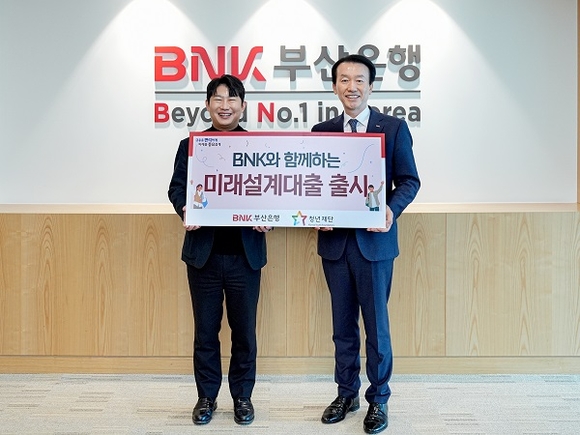 BNK 부산은행
Beyond No.1 in Korea
BNK와 함께하는
미래설계대출 출시
BNK 부산은행 청년재단